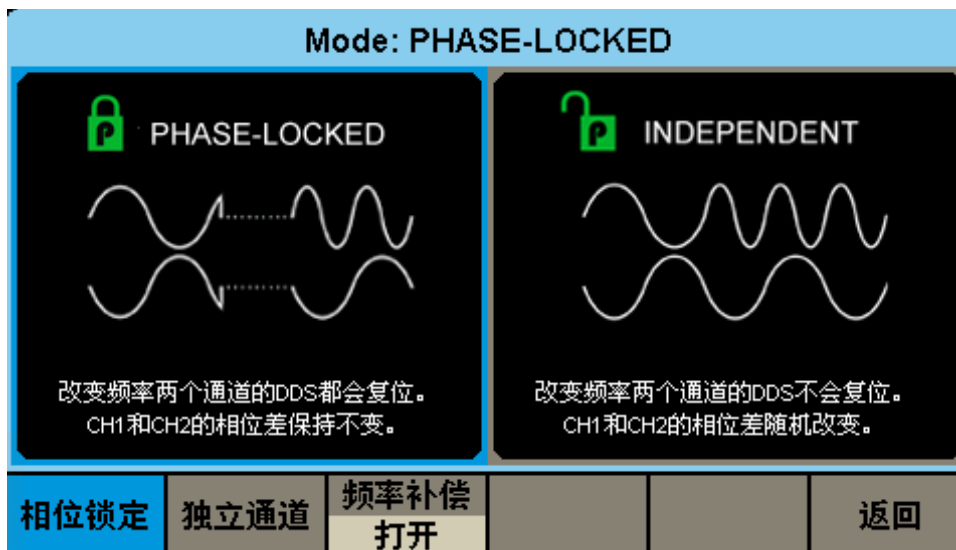 Mode: PHASE-LOCKED
P PHASE-LOCKED
P INDEPENDENT
改变频率两个通道的DDS都会复位。
CH1和CH2的相位差保持不变。
改变频率两个通道的DDS不会复位。
CH1和CH2的相位差随机改变。
相位锁定
独立通道
频率补偿
打开
返回